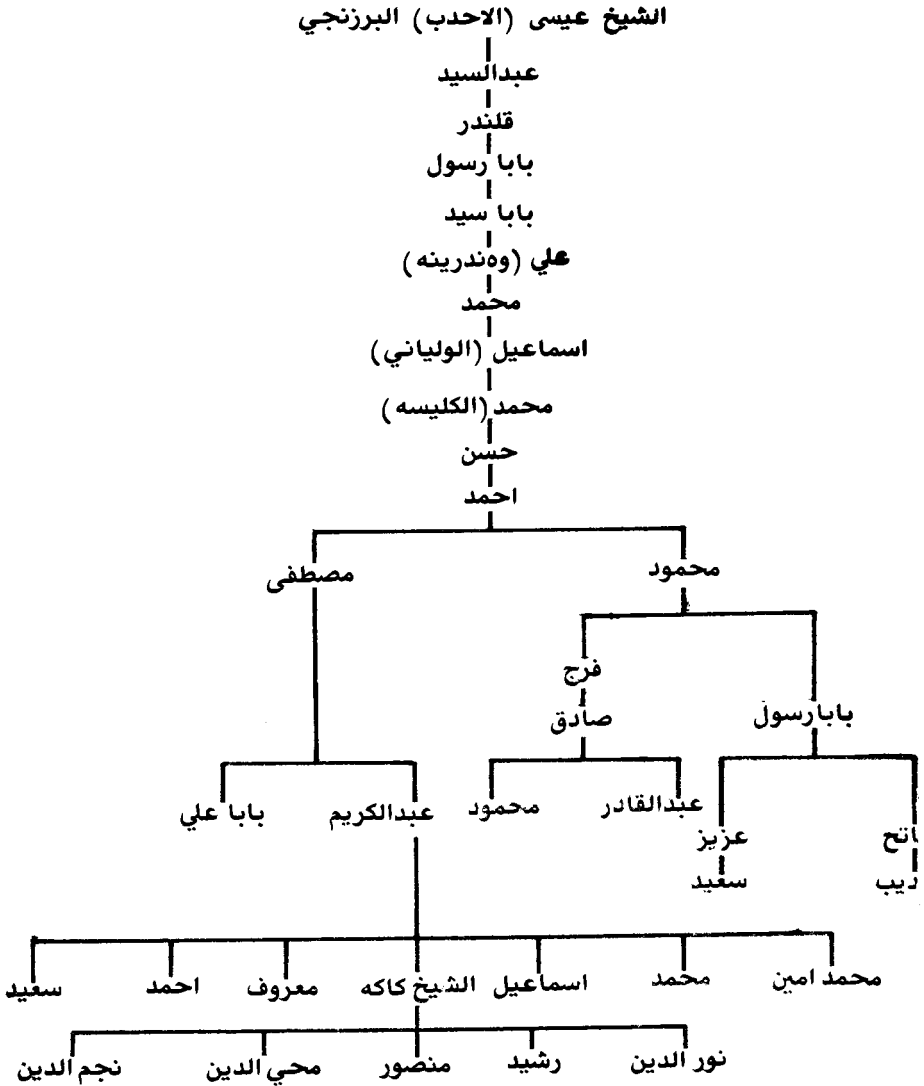 الشيخ عيسى (الاحدب) البرزنجي
عبدالسيد
قلندر
بابا رسول
بابا سيد
علي (وەندرينه)
محمد
اسماعيل (الولياني)
محمد (الكليسه)
حسن
احمد
محمود
مصطفى
فرج
بابارسول
صادق
عبدالقادر
محمود
عبدالكريم
بابا علي
عزيز
سعيد
محمد امين
محمد
اسماعيل
الشيخ كاكه
معروف
احمد
سعيد
نور الدين
رشيد
منصور
محي الدين
نجم الدين